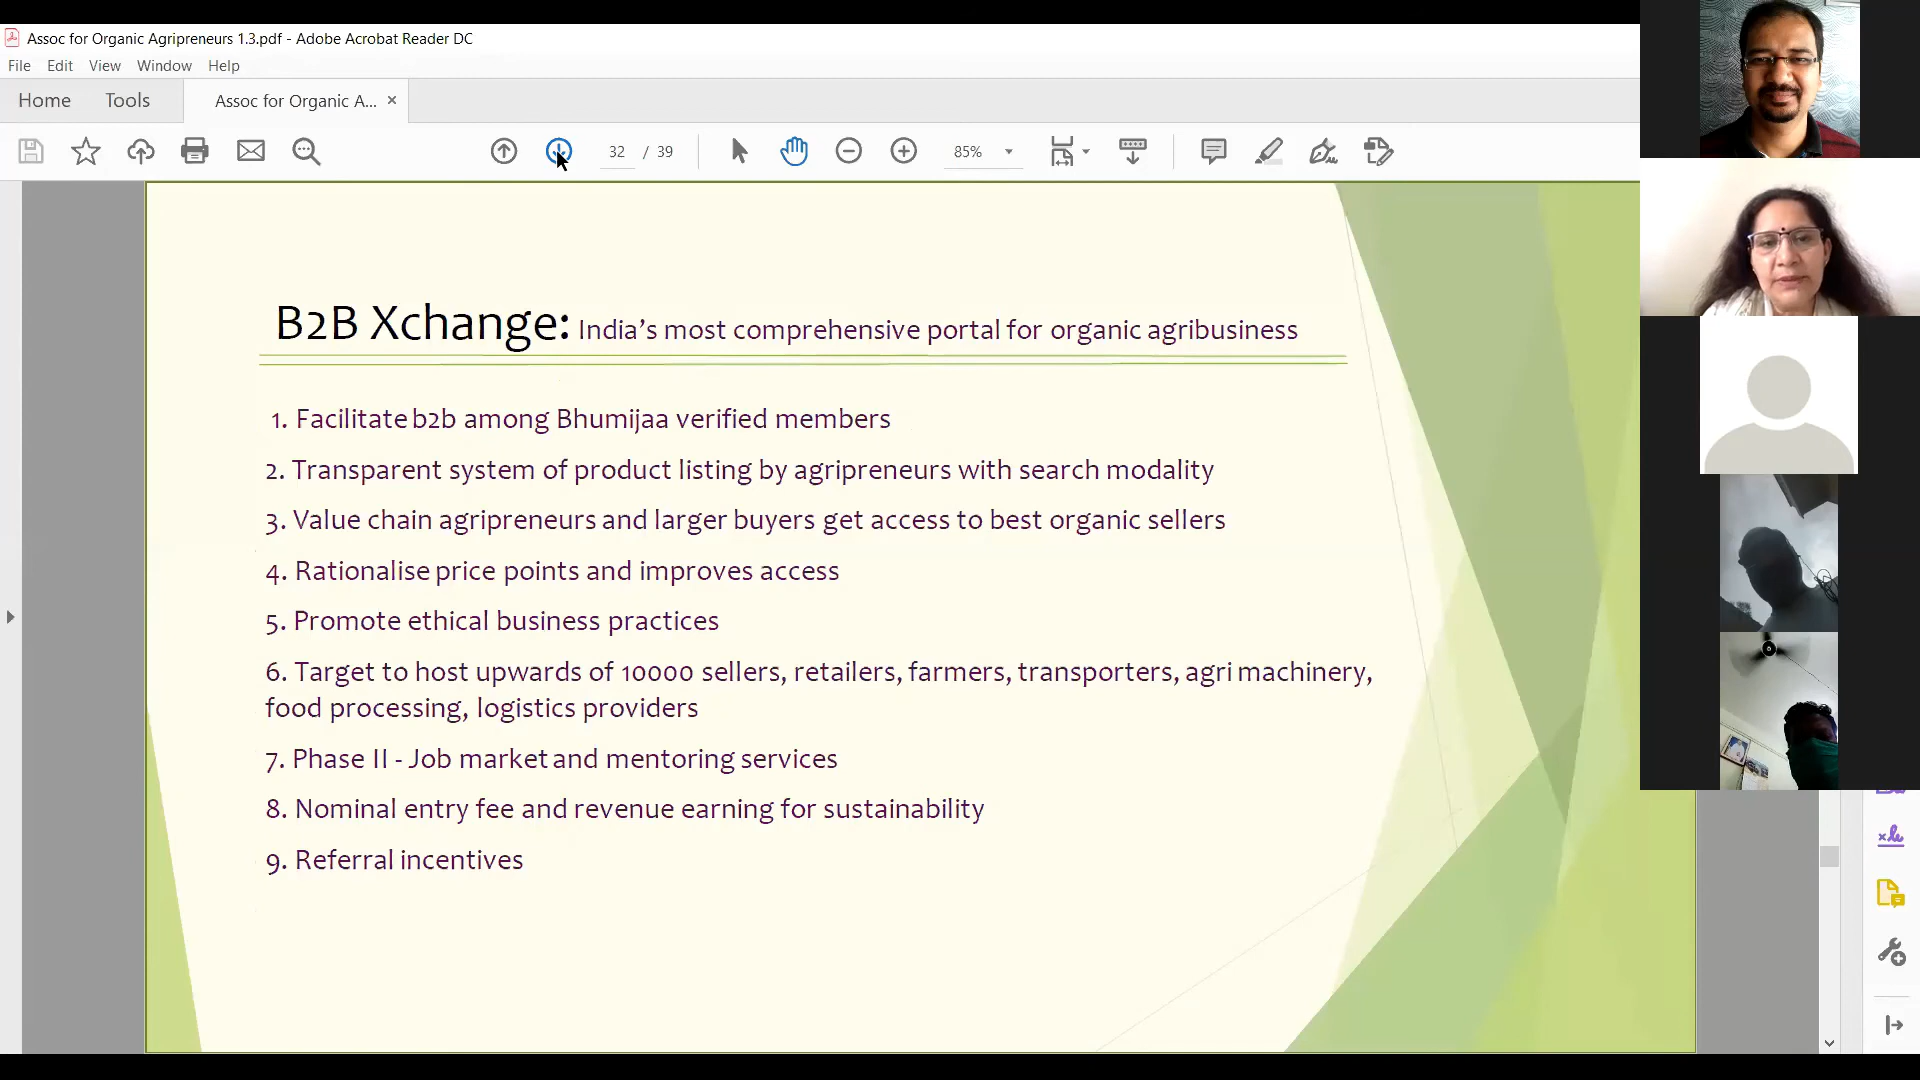 Assoc for Organic Agripreneurs 1.3.pdf - Adobe Acrobat Reader DC
File Edit View Window Help
Home Tools Assoc for Organic A... ×
32 / 39 85%
B2B Xchange: India's most comprehensive portal for organic agribusiness
1. Facilitate b2b among Bhumijaa verified members
2. Transparent system of product listing by agripreneurs with search modality
3. Value chain agripreneurs and larger buyers get access to best organic sellers
4. Rationalise price points and improves access
5. Promote ethical business practices
6. Target to host upwards of 10000 sellers, retailers, farmers, transporters, agri machinery,
food processing, logistics providers
7. Phase II - Job market and mentoring services
8. Nominal entry fee and revenue earning for sustainability
9. Referral incentives